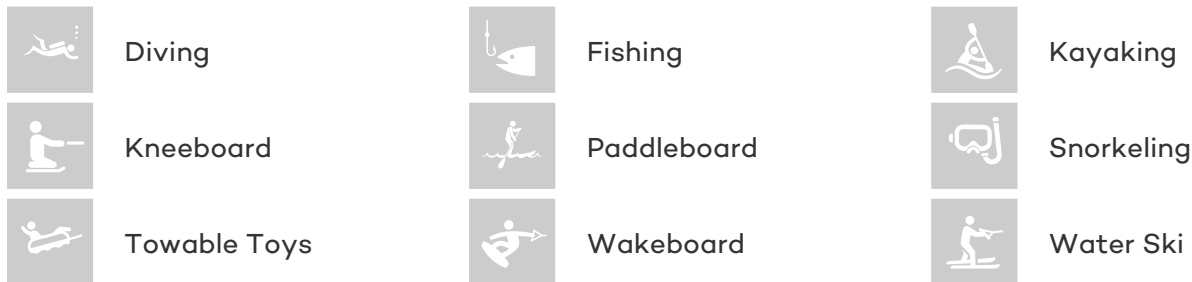 Diving
Fishing
Kayaking
Kneeboard
Paddleboard
Snorkeling
Towable Toys
Wakeboard
Water Ski